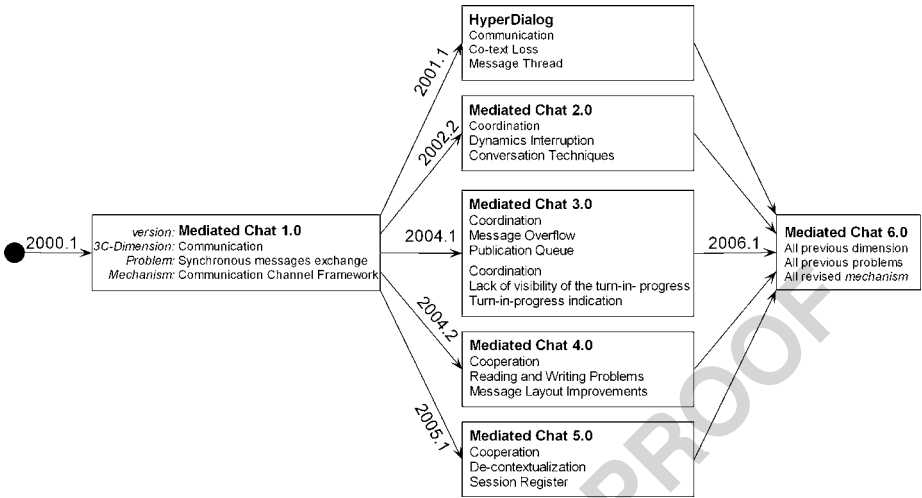 2000.1
version: Mediated Chat 1.0
3C-Dimension: Communication
Problem: Synchronous messages exchange
Mechanism: Communication Channel Framework
2001.1
HyperDialog
Communication
Co-text Loss
Message Thread
2002.2
Mediated Chat 2.0
Coordination
Dynamics Interruption
Conversation Techniques
2004.1
Mediated Chat 3.0
Coordination
Message Overflow
Publication Queue
Coordination
Lack of visibility of the turn-in- progress
Turn-in-progress indication
2004.2
Mediated Chat 4.0
Cooperation
Reading and Writing Problems
Message Layout Improvements
2005.1
Mediated Chat 5.0
Cooperation
De-contextualization
Session Register
2006.1
Mediated Chat 6.0
All previous dimension
All previous problems
All revised mechanism
PROOF